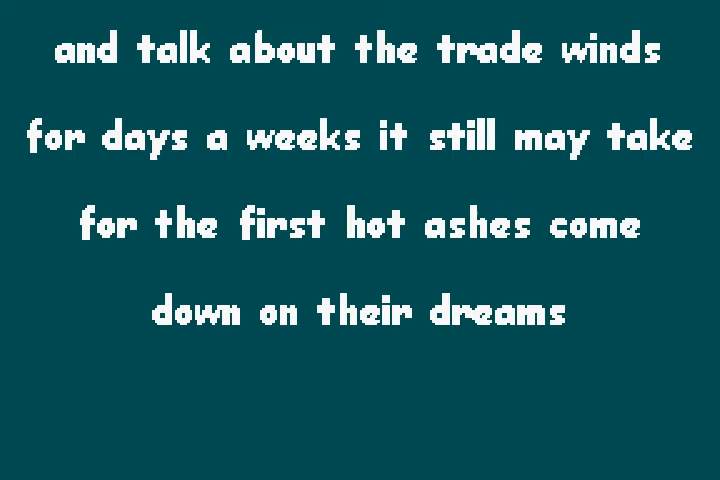 and talk about the trade winds
for days a weeks it still may take
for the first hot ashes come
down on their dreams